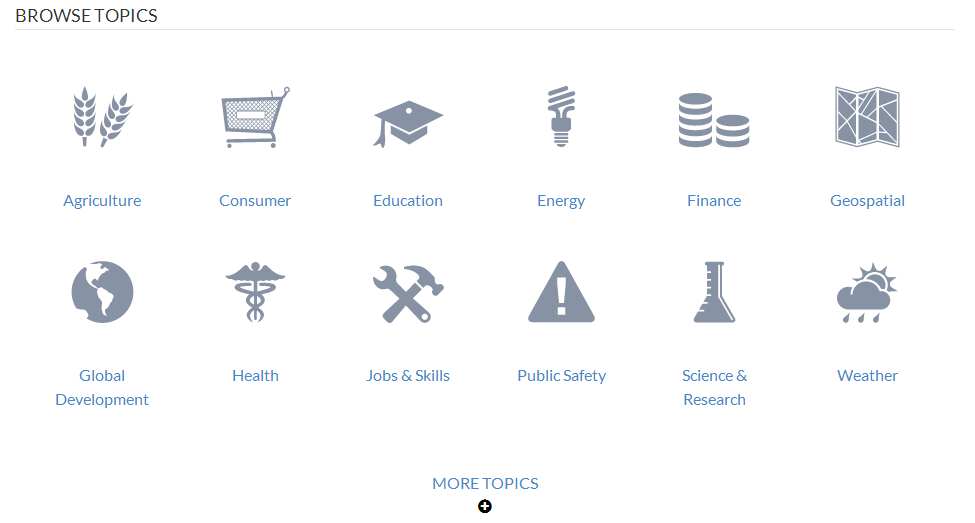 BROWSE TOPICS
Agriculture
Consumer
Education
Energy
Finance
Geospatial
Global
Development
Health
Jobs & Skills
Public Safety
Science &
Research
Weather
MORE TOPICS